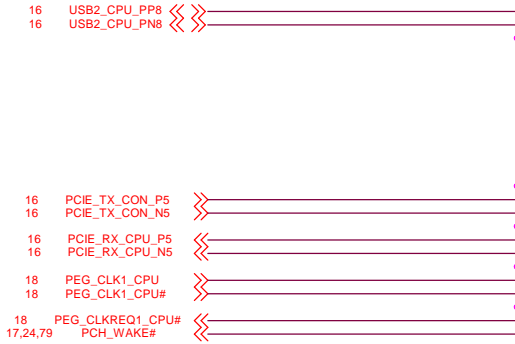 16 USB2_CPU_PP8
16 USB2_CPU_PN8
16 PCIE_TX_CON_P5
16 PCIE_TX_CON_N5
16 PCIE_RX_CPU_P5
16 PCIE_RX_CPU_N5
18 PEG_CLK1_CPU
18 PEG_CLK1_CPU#
18 PEG_CLKREQ1_CPU#
17,24,79 PCH_WAKE#